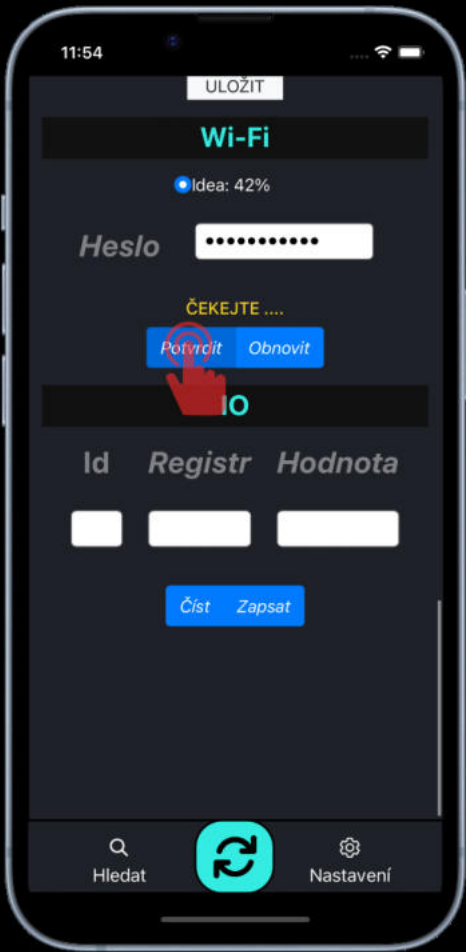 11:54
ULOŽIT
Wi-Fi
Idea: 42%
Heslo •••••••••••
ČEKEJTE ....
Potvrdit Obnovit
IO
Id Registr Hodnota
Číst Zapsat
Hledat Nastavení